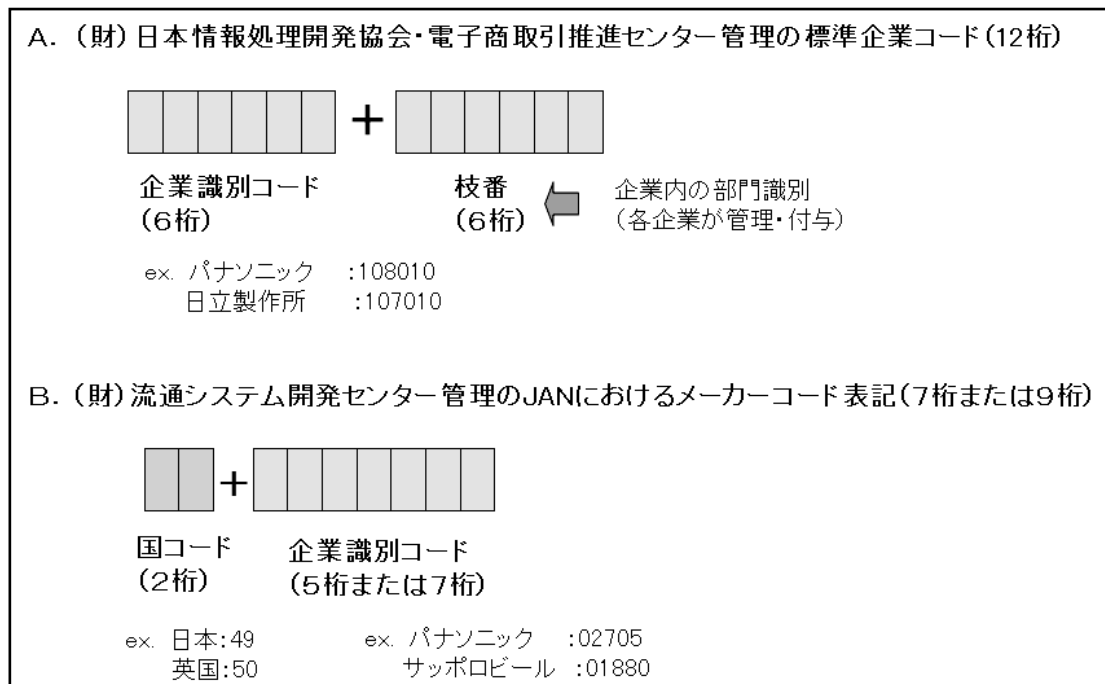 A. (財)日本情報処理開発協会・電子商取引推進センター管理の標準企業コード(12桁)
+
企業識別コード 枝番 企業内の部門識別
(6桁) (6桁) (各企業が管理・付与)
ex. パナソニック :108010
日立製作所 :107010
B. (財)流通システム開発センター管理のJANにおけるメーカーコード表記(7桁または9桁)
+
国コード 企業識別コード
(2桁) (5桁または7桁)
ex. 日本:49 ex. パナソニック :02705
英国:50 サッポロビール :01880